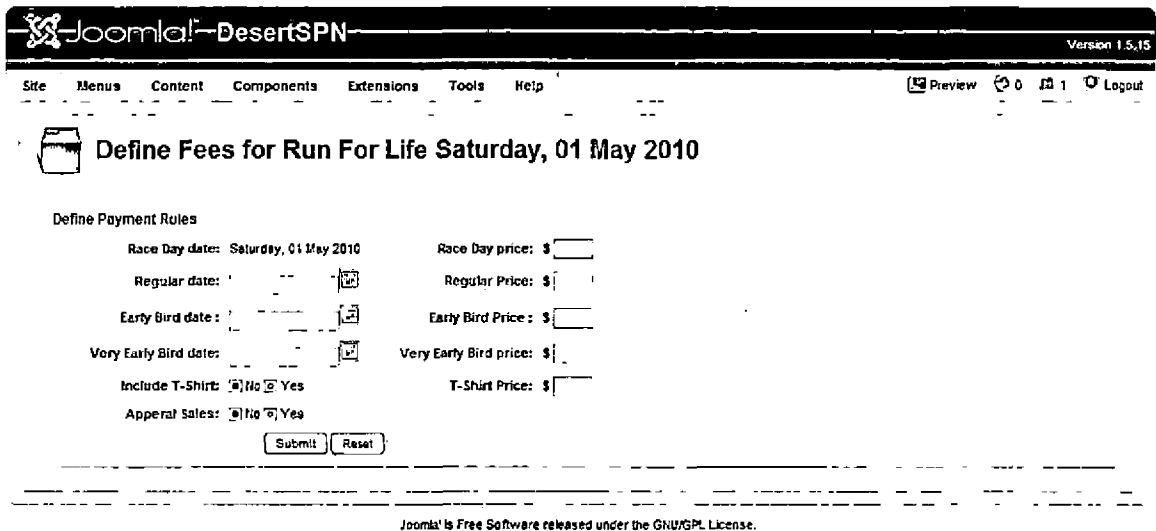 Joomla! DesertSPN
Version 1.5.15
Site Menus Content Components Extensions Tools Help Preview 0 1 Logout
Define Fees for Run For Life Saturday, 01 May 2010
Define Payment Rules
Race Day date: Saturday, 01 May 2010 Race Day price: $
Regular date: Regular Price: $
Early Bird date : Early Bird Price : $
Very Early Bird date: Very Early Bird price: $
Include T-Shirt: No Yes T-Shirt Price: $
Apperal Sales: No Yes
Submit Reset
Joomla! is Free Software released under the GNU/GPL License.